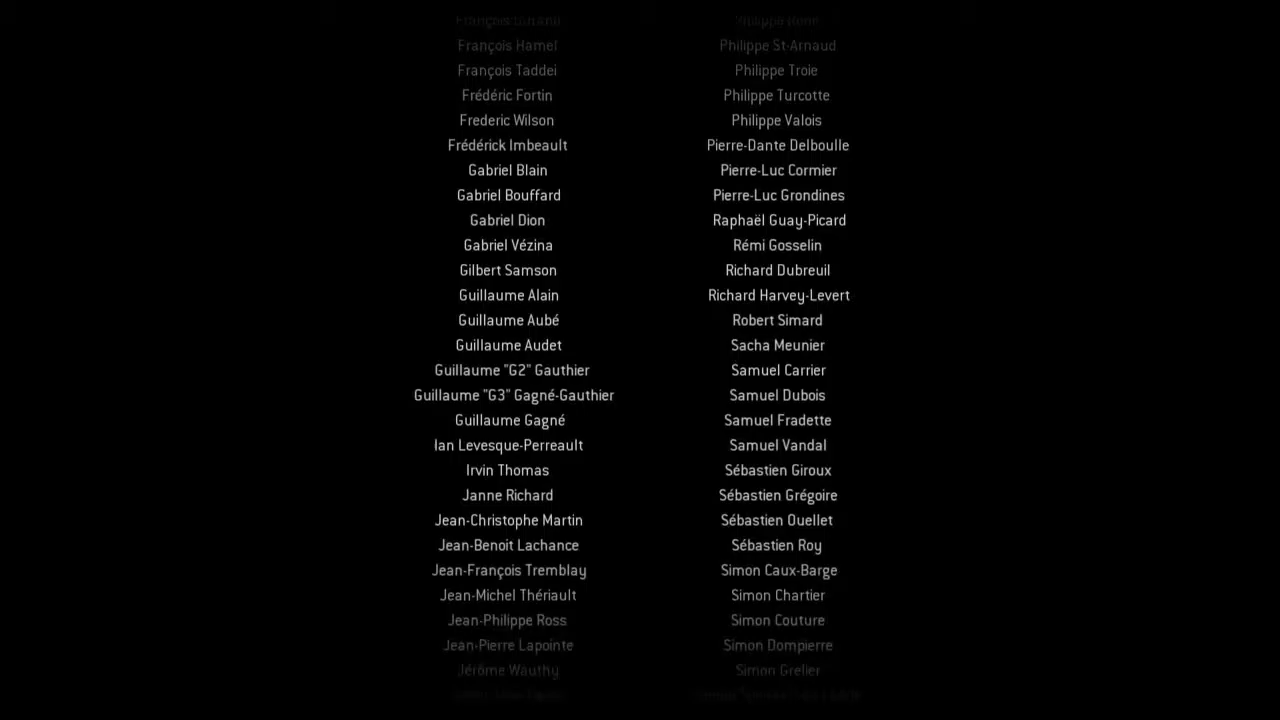 François Hamel
François Taddei
Frédéric Fortin
Frederic Wilson
Frédérick Imbeault
Gabriel Blain
Gabriel Bouffard
Gabriel Dion
Gabriel Vézina
Gilbert Samson
Guillaume Alain
Guillaume Aubé
Guillaume Audet
Guillaume "G2" Gauthier
Guillaume "G3" Gagné-Gauthier
Guillaume Gagné
Ian Levesque-Perreault
Irvin Thomas
Janne Richard
Jean-Christophe Martin
Jean-Benoit Lachance
Jean-François Tremblay
Jean-Michel Thériault
Jean-Philippe Ross
Jean-Pierre Lapointe
Jérôme Wauthy
Philippe St-Arnaud
Philippe Troie
Philippe Turcotte
Philippe Valois
Pierre-Dante Delboulle
Pierre-Luc Cormier
Pierre-Luc Grondines
Raphaël Guay-Picard
Rémi Gosselin
Richard Dubreuil
Richard Harvey-Levert
Robert Simard
Sacha Meunier
Samuel Carrier
Samuel Dubois
Samuel Fradette
Samuel Vandal
Sébastien Giroux
Sébastien Grégoire
Sébastien Ouellet
Sébastien Roy
Simon Caux-Barge
Simon Chartier
Simon Couture
Simon Dompierre
Simon Grelier